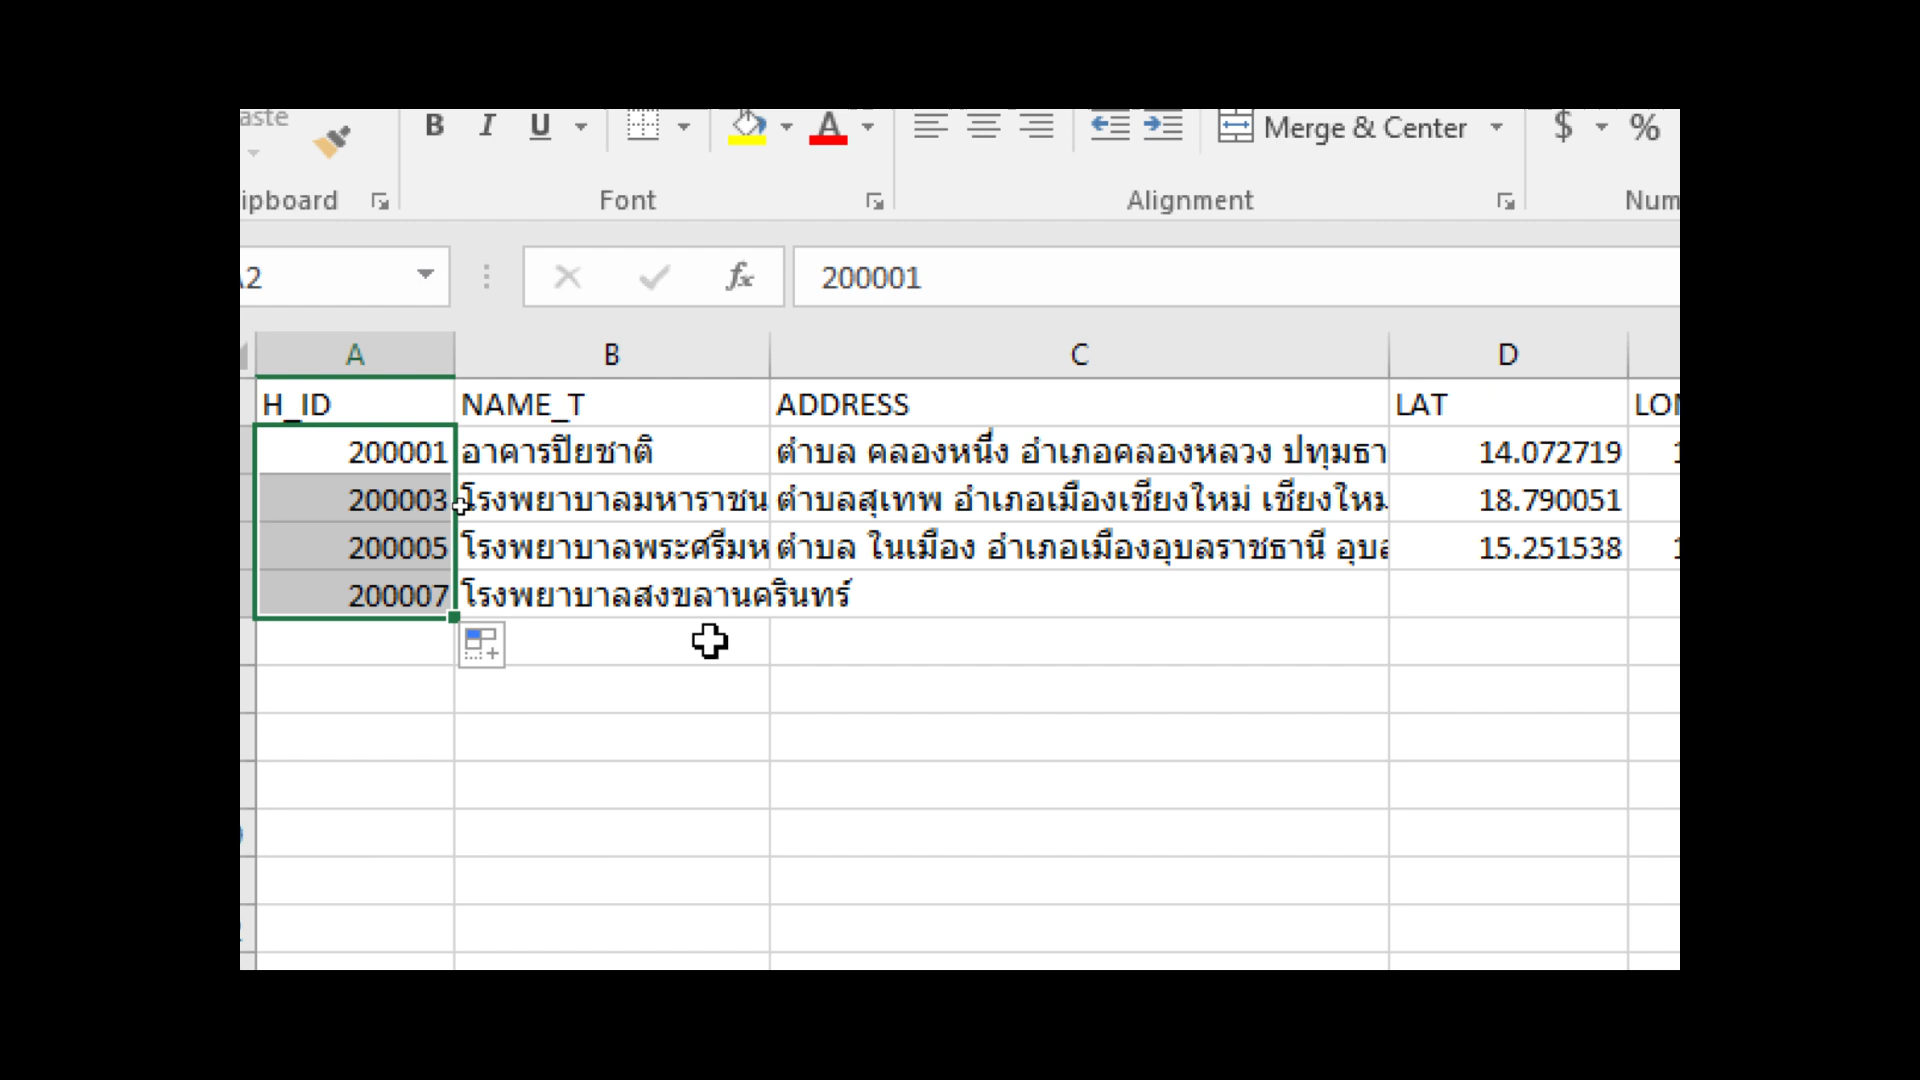 aste
B I U A Merge & Center $ %
ipboard Font Alignment Num
A2 fx 200001
A B C D
H_ID NAME_T ADDRESS LAT LON
200001 อาคารปิยชาติ ตำบล คลองหนึ่ง อำเภอคลองหลวง ปทุมธา 14.072719 1
200003 โรงพยาบาลมหาราชน ตำบลสุเทพ อำเภอเมืองเชียงใหม่ เชียงใหม 18.790051
200005 โรงพยาบาลพระศรีมห ตำบล ในเมือง อำเภอเมืองอุบลราชธานี อุบล 15.251538 1
200007 โรงพยาบาลสงขลานครินทร์